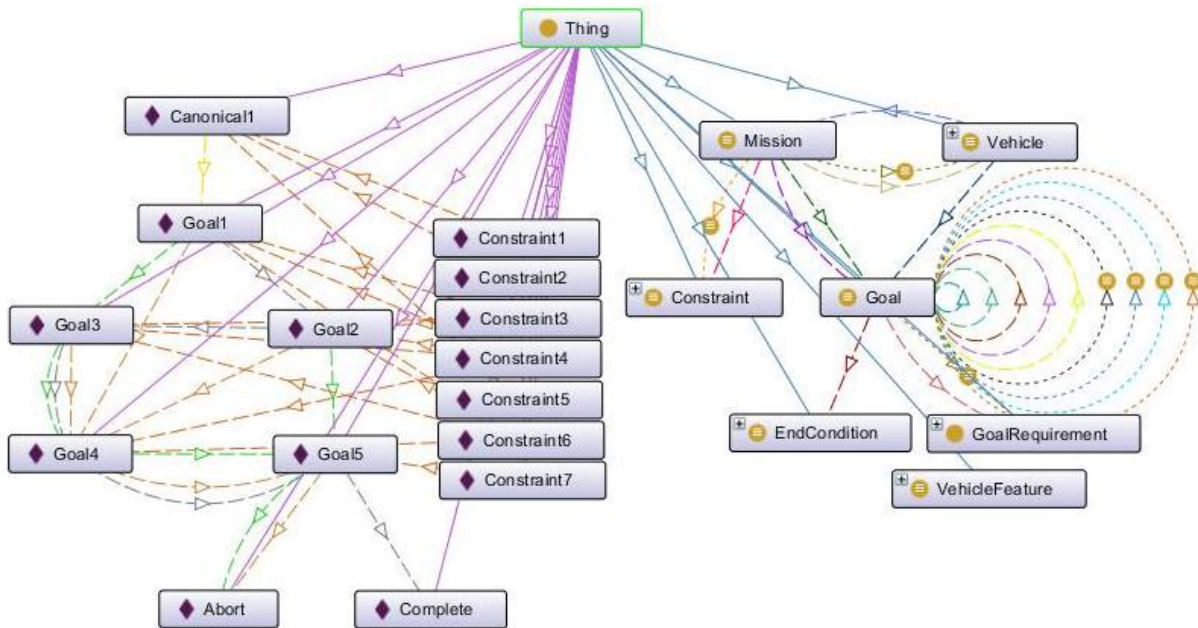 Thing
Canonical1
Mission
Vehicle
Goal1
Constraint1
Constraint2
Constraint
Goal
Goal3
Goal2
Constraint3
Constraint4
Constraint5
EndCondition
GoalRequirement
Goal4
Goal5
Constraint6
Constraint7
VehicleFeature
Abort
Complete